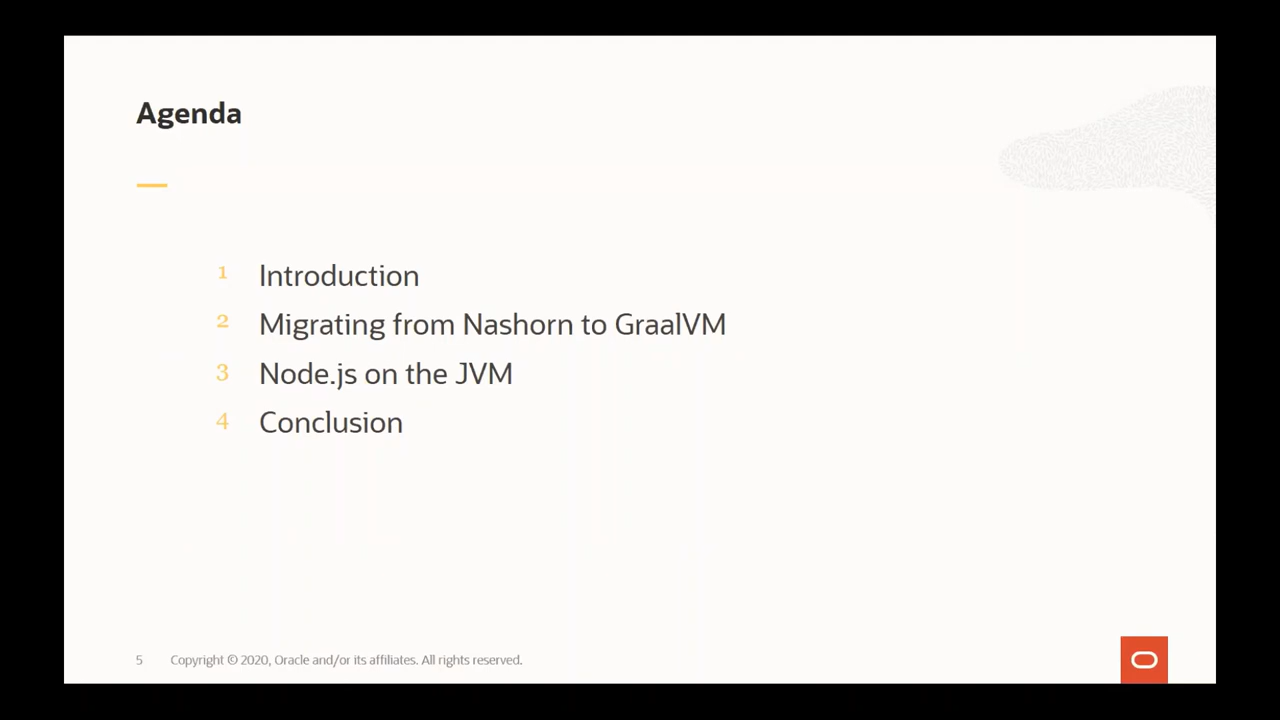 Agenda
1 Introduction
2 Migrating from Nashorn to GraalVM
3 Node.js on the JVM
4 Conclusion
5 Copyright © 2020, Oracle and/or its affiliates. All rights reserved.